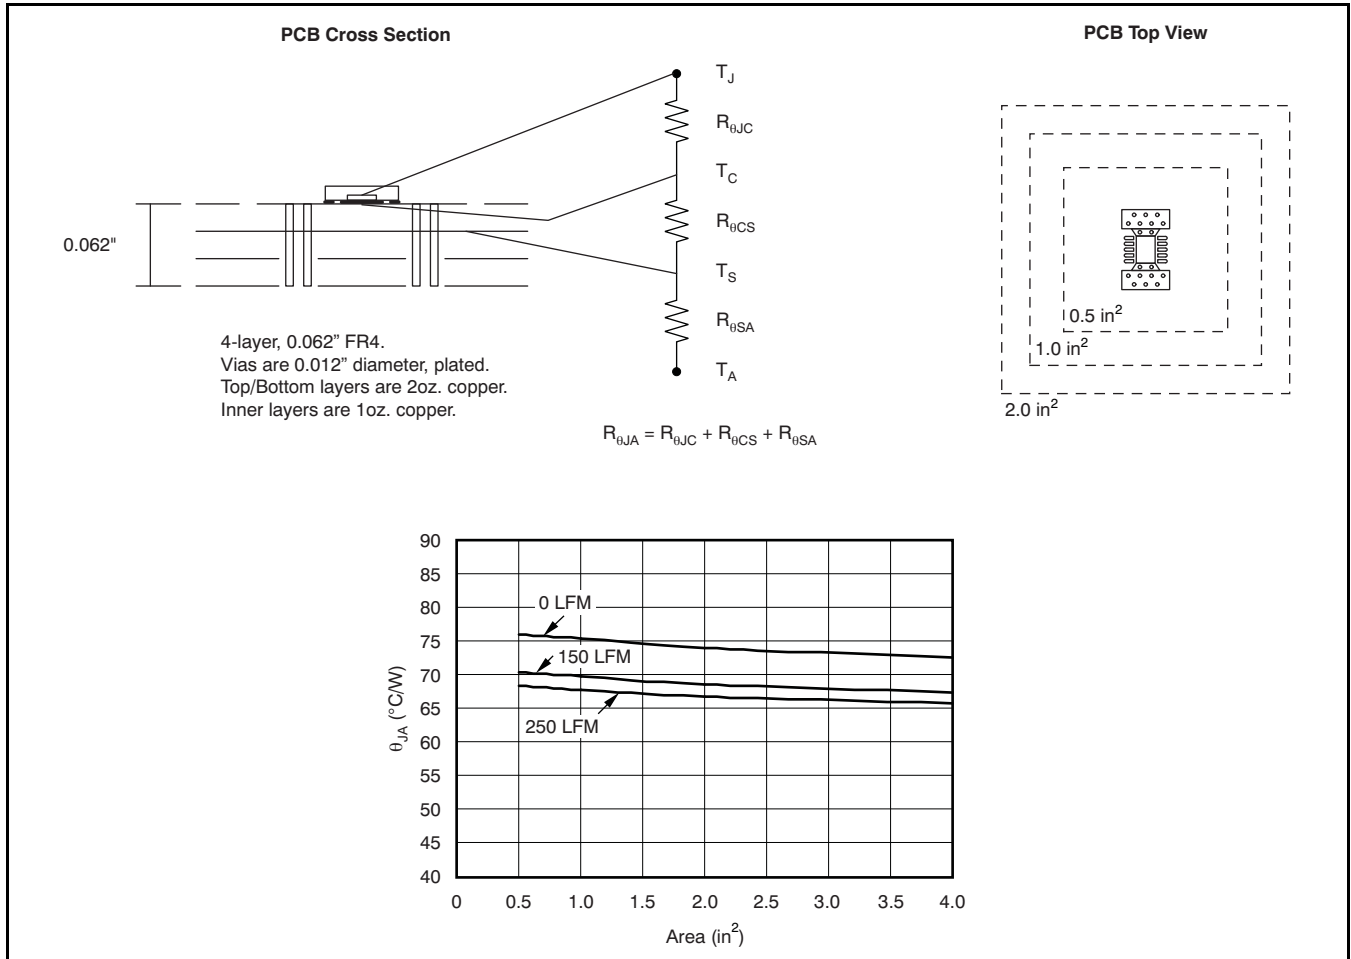 PCB Cross Section
PCB Top View
T_J
R_θJC
T_C
R_θCS
T_S
R_θSA
T_A
0.062"
4-layer, 0.062” FR4.
Vias are 0.012” diameter, plated.
Top/Bottom layers are 2oz. copper.
Inner layers are 1oz. copper.
R_θJA = R_θJC + R_θCS + R_θSA
0.5 in²
1.0 in²
2.0 in²
90
85
80
75
70
65
60
55
50
45
40
θ_JA (°C/W)
0 LFM
150 LFM
250 LFM
0 0.5 1.0 1.5 2.0 2.5 3.0 3.5 4.0
Area (in²)